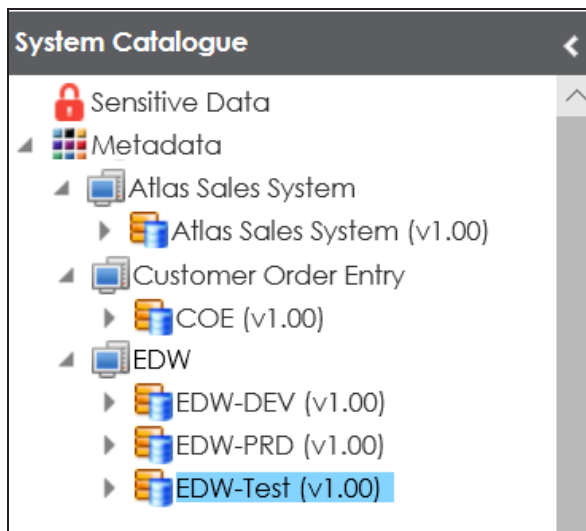 System Catalogue
Sensitive Data
Metadata
Atlas Sales System
Atlas Sales System (v1.00)
Customer Order Entry
COE (v1.00)
EDW
EDW-DEV (v1.00)
EDW-PRD (v1.00)
EDW-Test (v1.00)